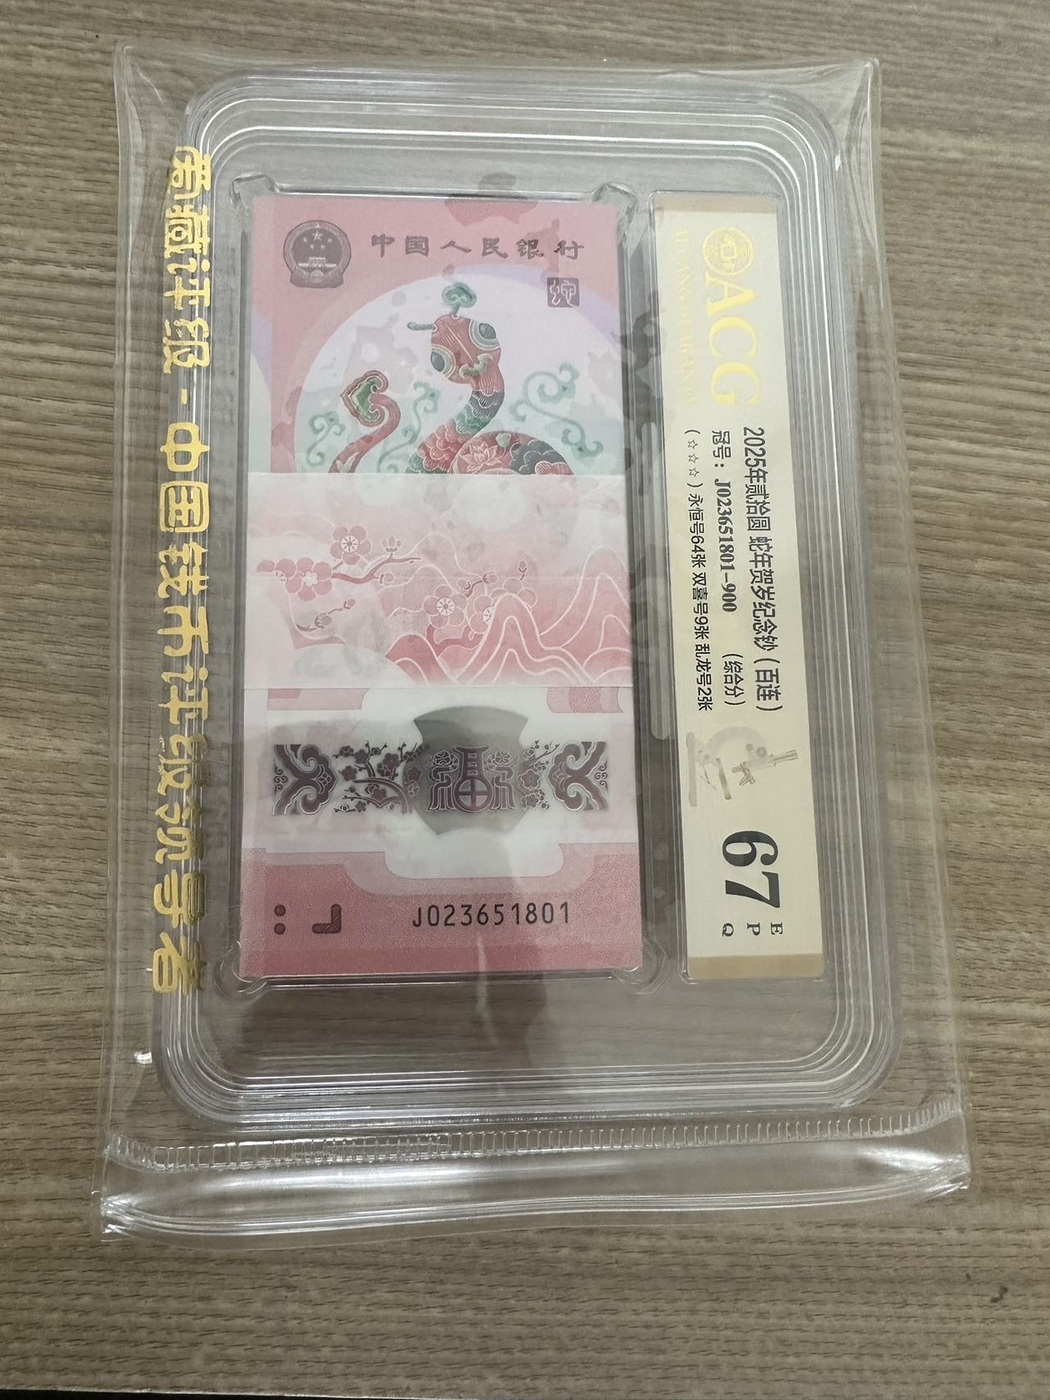 爱藏评级 - 中国钱币评级领导者
中国人民银行
蛇
J023651801
ACG
2025年贰拾圆 蛇年贺岁纪念钞（百连）
冠号：J023651801-900 （综合分）
（☆☆☆）永恒号64张 双喜号9张 乱龙号2张
67
E
P
Q